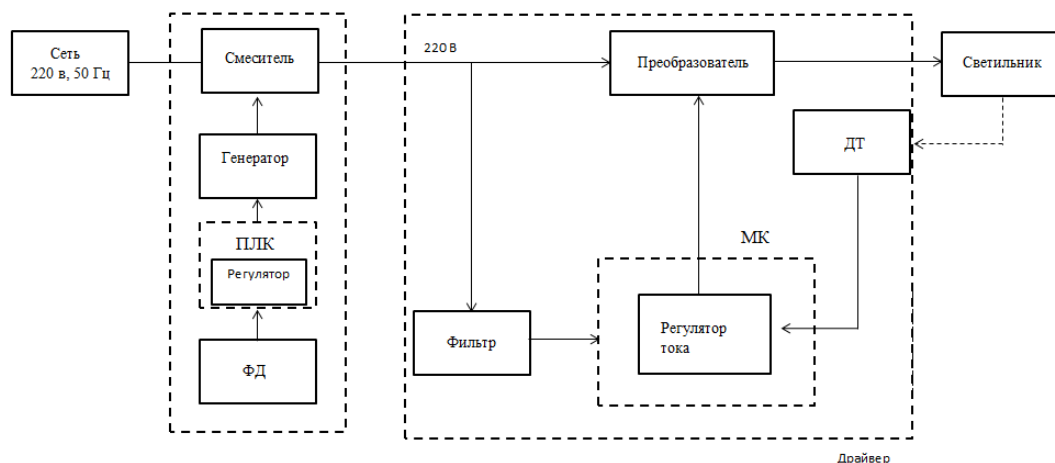 Сеть
220 в, 50 Гц
Смеситель
220 В
Преобразователь
Светильник
Генератор
ДТ
ПЛК
МК
Регулятор
Регулятор
тока
Фильтр
ФД
Драйвер